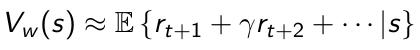 V_w(s) ≈ 𝔼 {r_{t+1} + γr_{t+2} + ⋯ |s}